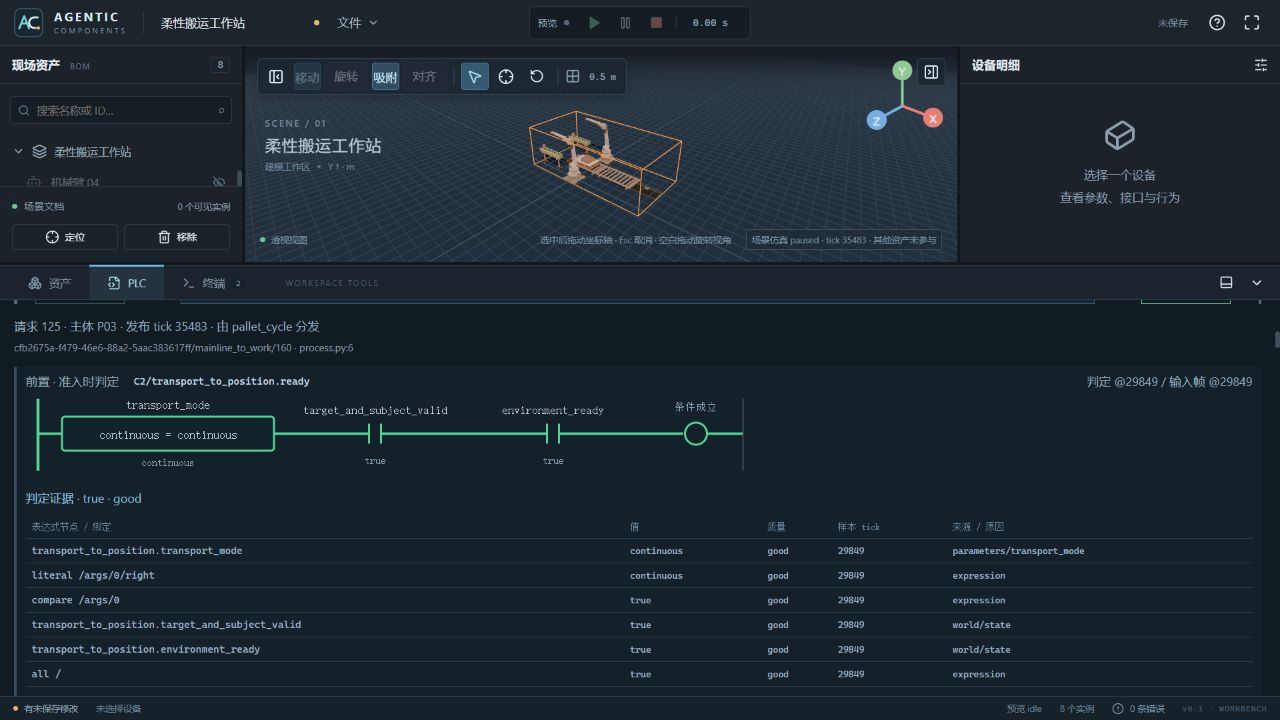 AGENTIC
COMPONENTS
柔性搬运工作站
文件
预览
0.00 s
未保存
现场资产 BOM 8
搜索名称或 ID...
柔性搬运工作站
机械臂 04
场景文档 0 个可见实例
定位 移除
移动 旋转 吸附 对齐 0.5 m
SCENE / 01
柔性搬运工作站
建模工作区
Y
Z
X
透视视图
选中后拖动坐标轴 · Esc 取消 · 空白拖动旋转视角
场景仿真 paused · tick 35483 · 其他资产未参与
设备明细
选择一个设备
查看参数、接口与行为
资产 PLC 终端 2 WORKSPACE TOOLS
请求 125 · 主体 P03 · 发布 tick 35483 · 由 pallet_cycle 分发
cfb2675a-f479-46e6-88a2-5aac383617ff/mainline_to_work/160 · process.py:6
前置 · 准入时判定 C2/transport_to_position.ready 判定 @29849 / 输入帧 @29849
transport_mode target_and_subject_valid environment_ready 条件成立
continuous = continuous
continuous true true
判定证据 · true · good
表达式节点 / 绑定 值 质量 样本 tick 来源 / 原因
transport_to_position.transport_mode continuous good 29849 parameters/transport_mode
literal /args/0/right continuous good 29849 expression
compare /args/0 true good 29849 expression
transport_to_position.target_and_subject_valid true good 29849 world/state
transport_to_position.environment_ready true good 29849 world/state
all / true good 29849 expression
有未保存修改 未选择设备 预览 idle 8 个实例 0 条错误 v0.1 · WORKBENCH